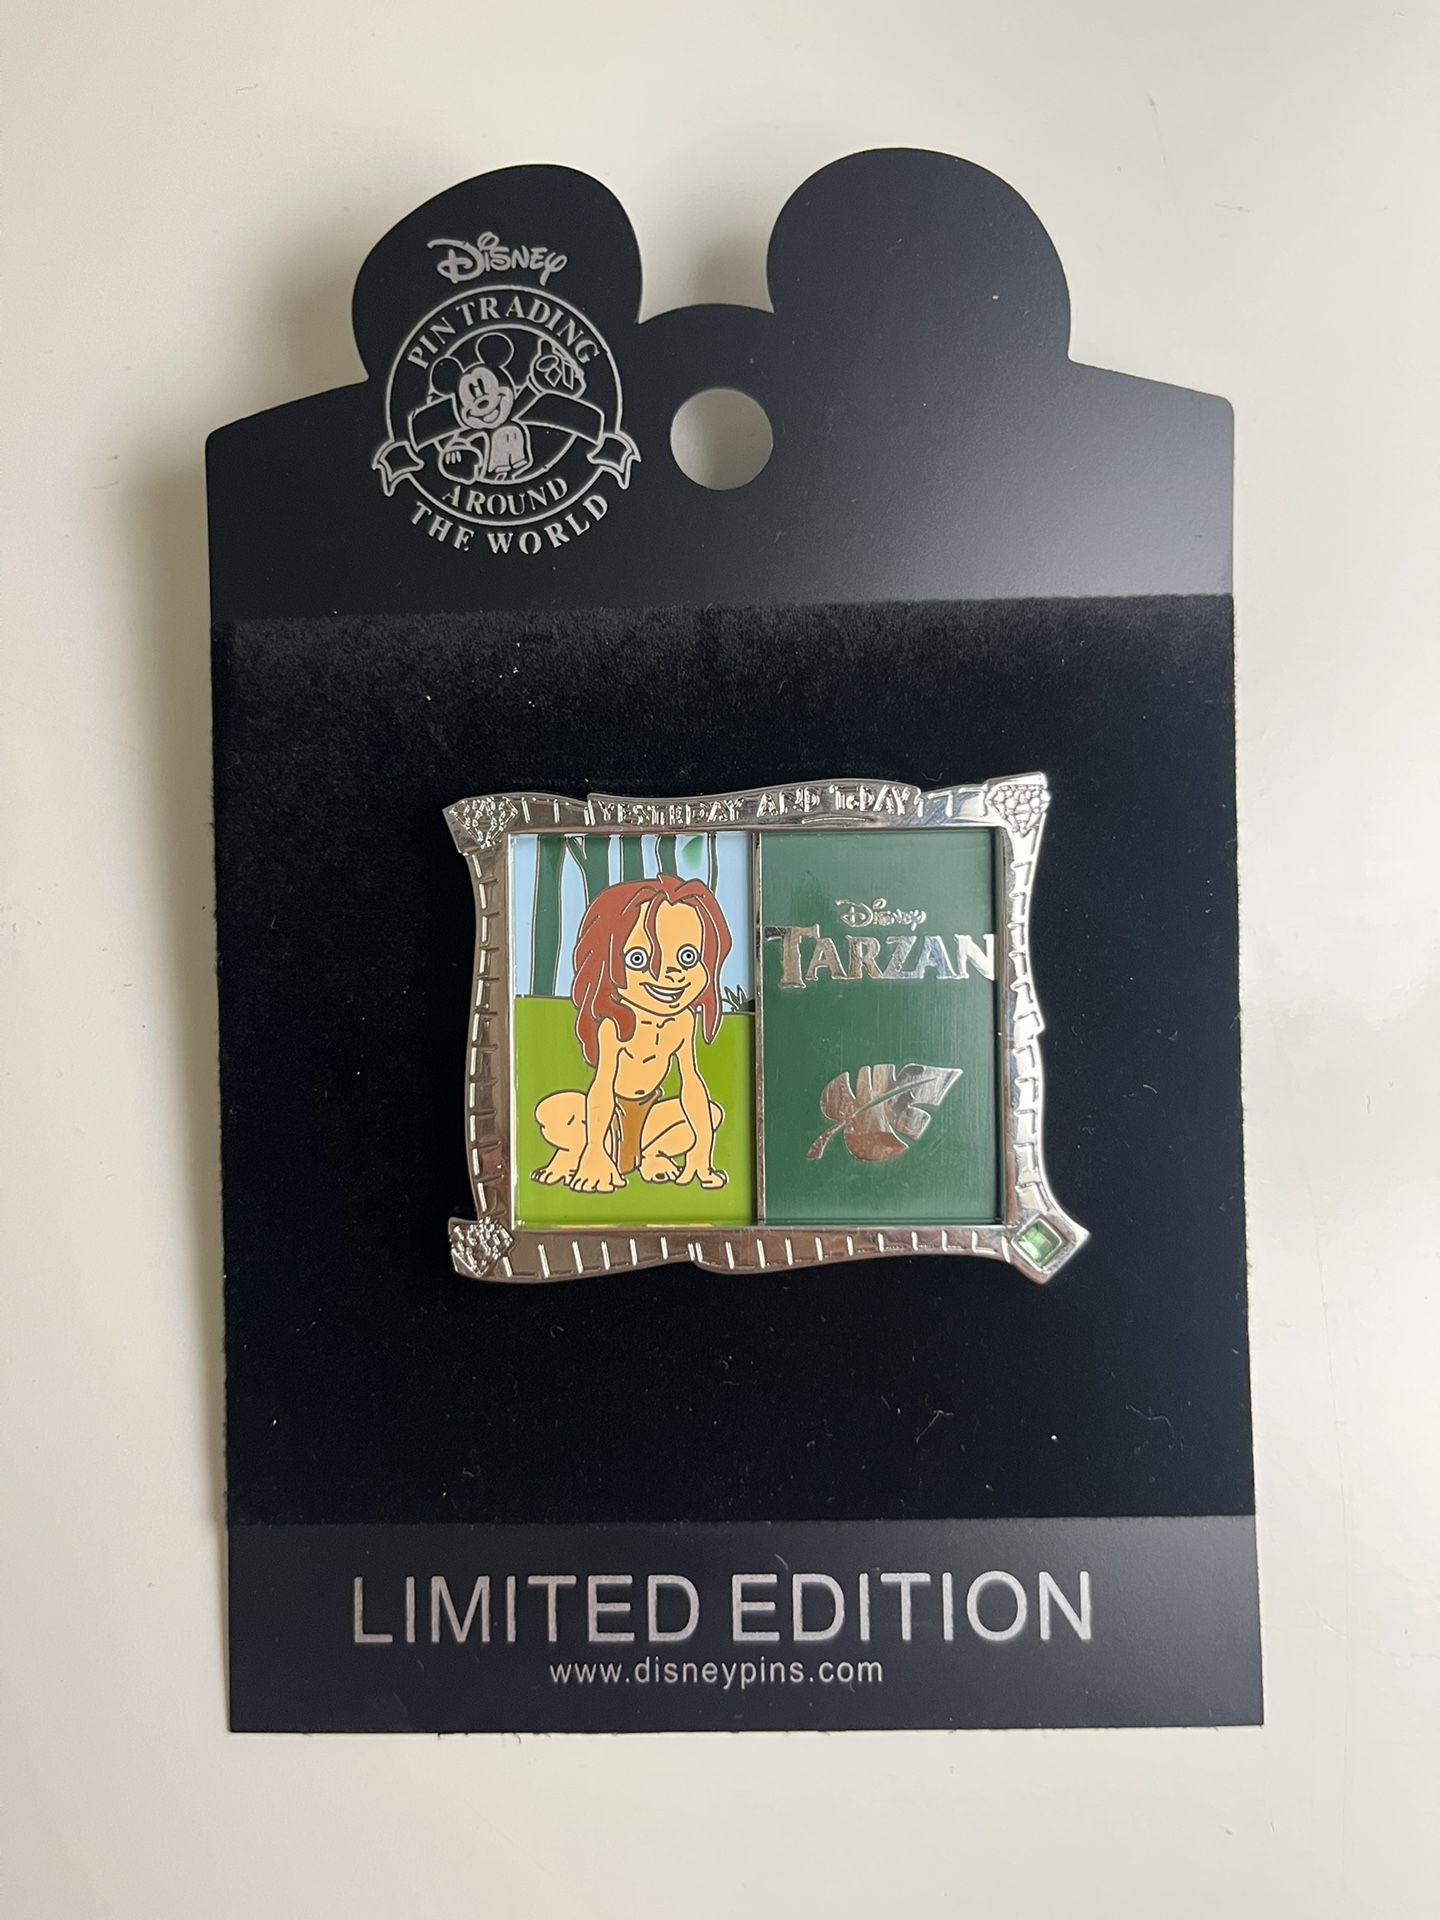 Disney
PIN TRADING
AROUND
THE WORLD
YESTERDAY AND TODAY
Disney
TARZAN
LIMITED EDITION
www.disneypins.com